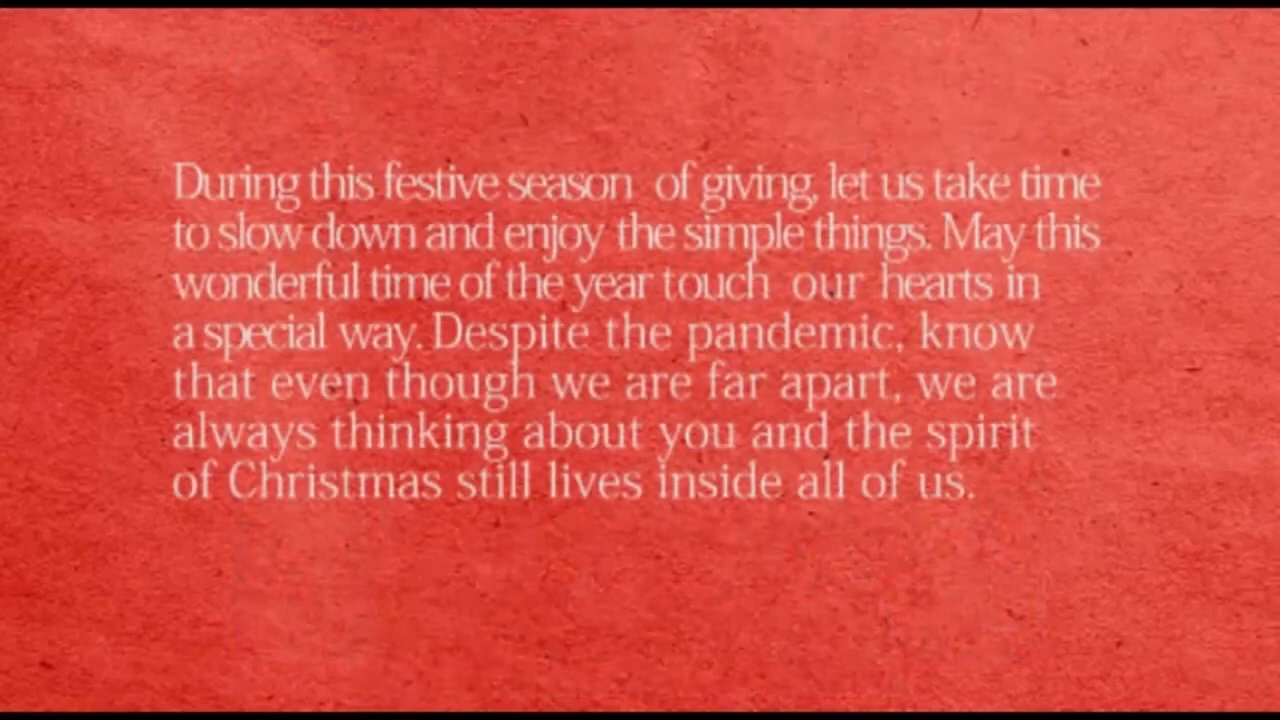 During this festive season of giving, let us take time
to slow down and enjoy the simple things. May this
wonderful time of the year touch our hearts in
a special way. Despite the pandemic, know
that even though we are far apart, we are
always thinking about you and the spirit
of Christmas still lives inside all of us.